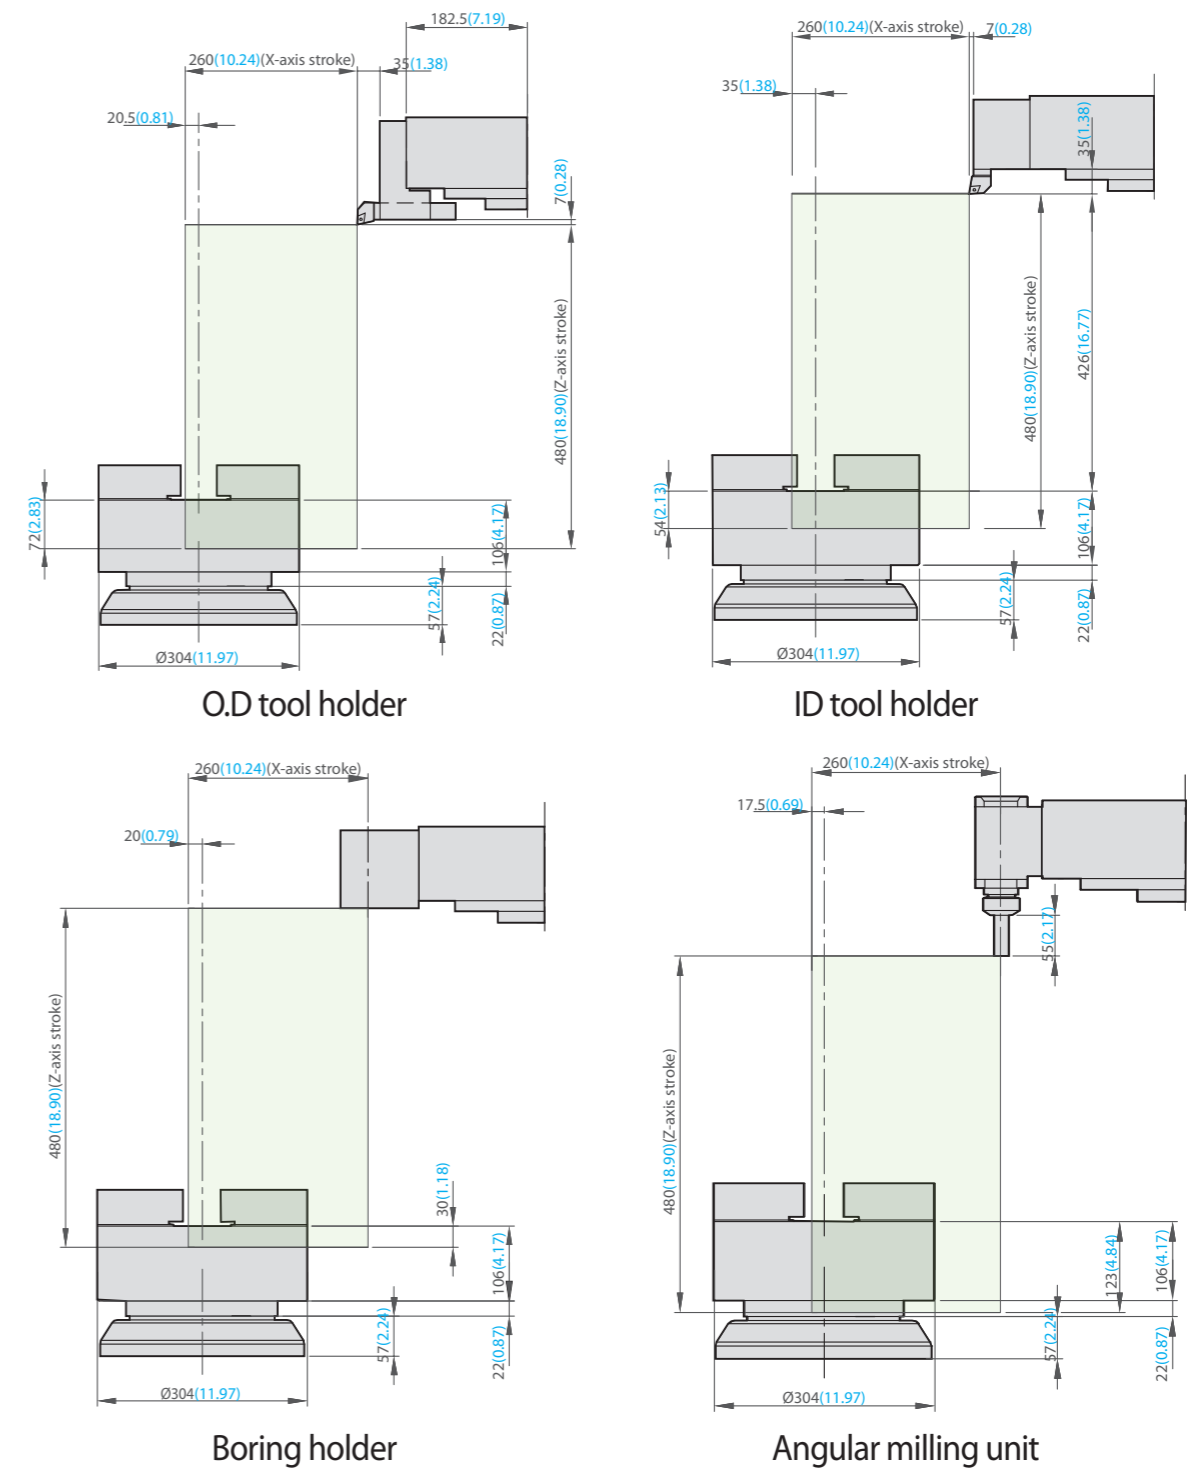 182.5(7.19)
260(10.24)(X-axis stroke)
35(1.38)
20.5(0.81)
7(0.28)
480(18.90)(Z-axis stroke)
72(2.83)
106(4.17)
57(2.24)
22(0.87)
Ø304(11.97)
O.D tool holder
260(10.24)(X-axis stroke)
7(0.28)
35(1.38)
35(1.38)
480(18.90)(Z-axis stroke)
426(16.77)
54(2.13)
106(4.17)
57(2.24)
22(0.87)
Ø304(11.97)
ID tool holder
260(10.24)(X-axis stroke)
20(0.79)
480(18.90)(Z-axis stroke)
30(1.18)
106(4.17)
57(2.24)
22(0.87)
Ø304(11.97)
Boring holder
260(10.24)(X-axis stroke)
17.5(0.69)
55(2.17)
480(18.90)(Z-axis stroke)
123(4.84)
106(4.17)
57(2.24)
22(0.87)
Ø304(11.97)
Angular milling unit